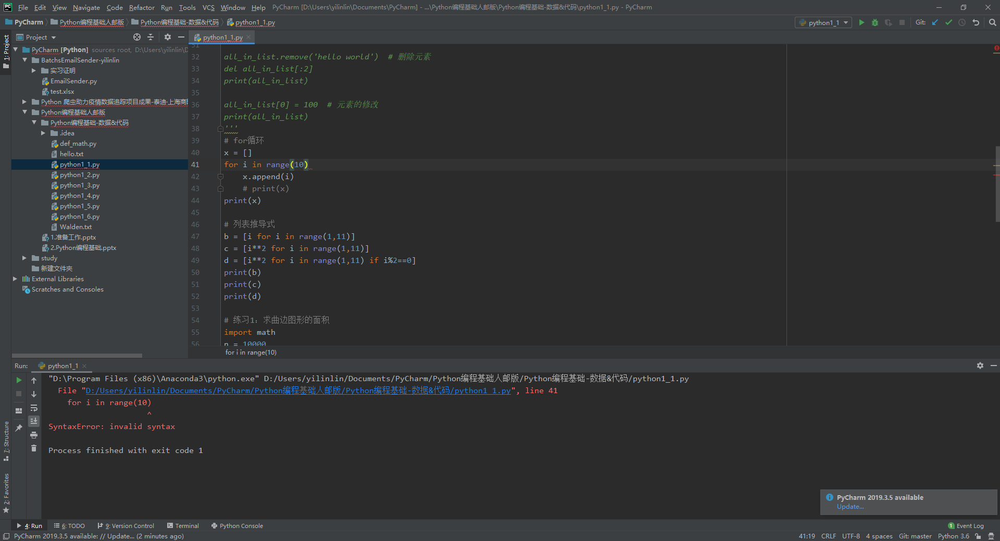 PC File Edit View Navigate Code Refactor Run Tools VCS Window Help PyCharm [D:\Users\yilinlin\Documents\PyCharm] - ...\Python编程基础人邮版\Python编程基础-数据&代码\python1_1.py - PyCharm
PyCharm Python编程基础人邮版 Python编程基础-数据&代码 python1_1.py python1_1 Git:
1: Project
Project
python1_1.py
PyCharm [Python] sources root, D:\Users\yilinlin\D
BatchsEmailSender-yilinlin
实习证明
EmailSender.py
test.xlsx
Python 爬虫助力疫情数据追踪项目成果-泰迪·上海商
Python编程基础人邮版
Python编程基础-数据&代码
.idea
def_math.py
hello.txt
python1_1.py
python1_2.py
python1_3.py
python1_4.py
python1_5.py
python1_6.py
Walden.txt
1.准备工作.pptx
2.Python编程基础.pptx
study
新建文件夹
External Libraries
Scratches and Consoles
31
32 all_in_list.remove('hello world')  # 删除元素
33 del all_in_list[:2]
34 print(all_in_list)
35
36 all_in_list[0] = 100  # 元素的修改
37 print(all_in_list)
38 '''
39 # for循环
40 x = []
41 for i in range(10)
42     x.append(i)
43     # print(x)
44 print(x)
45
46 # 列表推导式
47 b = [i for i in range(1,11)]
48 c = [i**2 for i in range(1,11)]
49 d = [i**2 for i in range(1,11) if i%2==0]
50 print(b)
51 print(c)
52 print(d)
53
54 # 练习1: 求曲边图形的面积
55 import math
56 n = 10000
for i in range(10)
Run: python1_1
"D:\Program Files (x86)\Anaconda3\python.exe" D:/Users/yilinlin/Documents/PyCharm/Python编程基础人邮版/Python编程基础-数据&代码/python1_1.py
File "D:/Users/yilinlin/Documents/PyCharm/Python编程基础人邮版/Python编程基础-数据&代码/python1_1.py", line 41
for i in range(10)
^
SyntaxError: invalid syntax
Process finished with exit code 1
7: Structure
2: Favorites
PyCharm 2019.3.5 available
Update...
4: Run 6: TODO 9: Version Control Terminal Python Console 1 Event Log
PyCharm 2019.3.5 available: // Update... (2 minutes ago) 41:19 CRLF UTF-8 4 spaces Git: master Python 3.6